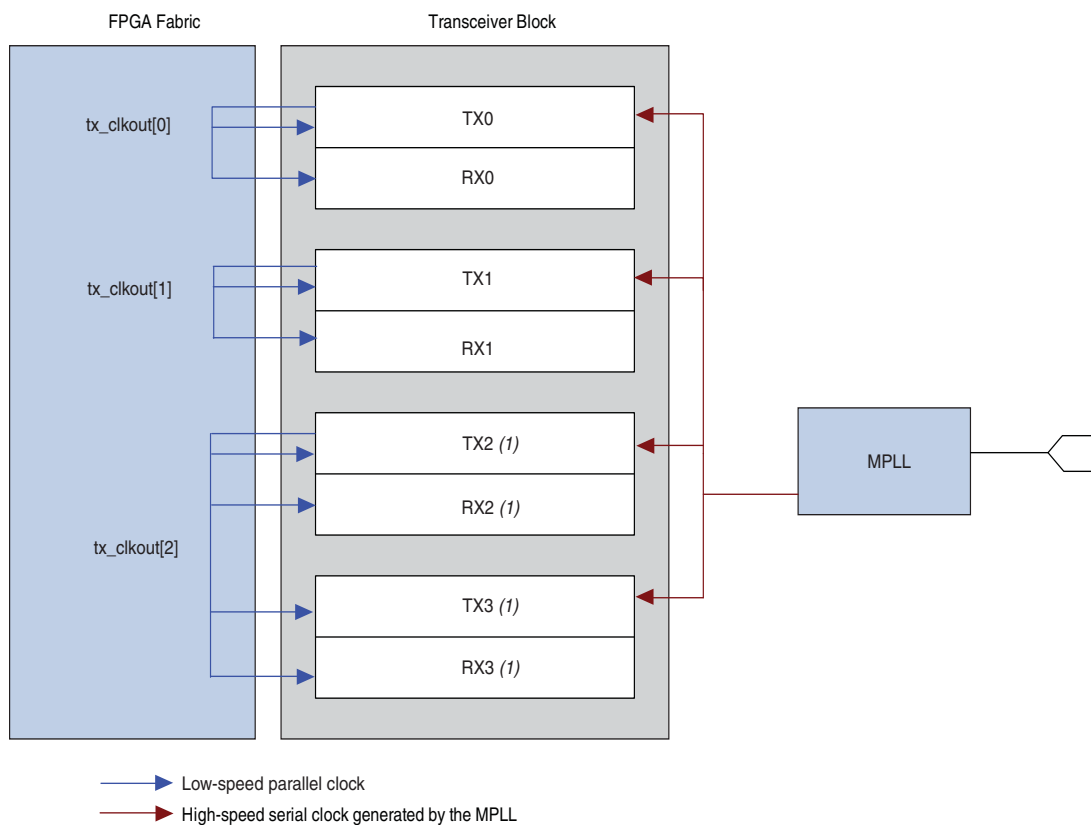 FPGA Fabric
Transceiver Block
tx_clkout[0]
TX0
RX0
tx_clkout[1]
TX1
RX1
TX2 (1)
RX2 (1)
tx_clkout[2]
TX3 (1)
RX3 (1)
MPLL
Low-speed parallel clock
High-speed serial clock generated by the MPLL